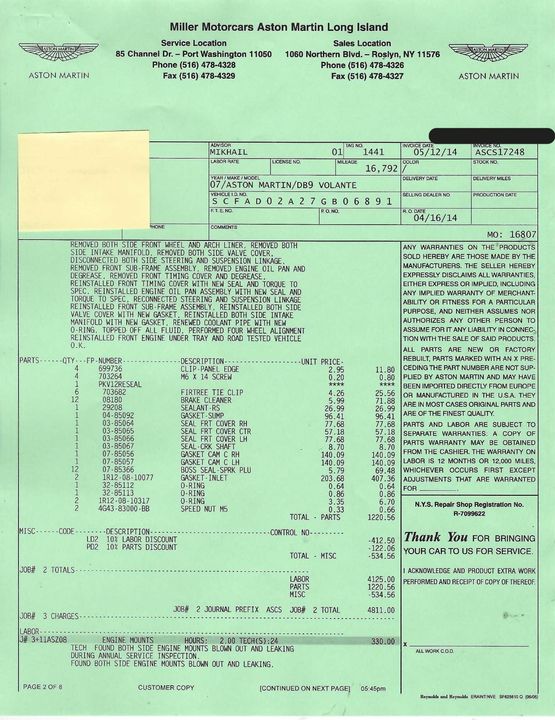 Miller Motorcars Aston Martin Long Island
Service Location
85 Channel Dr. – Port Washington 11050
Phone (516) 478-4328
Fax (516) 478-4329
Sales Location
1060 Northern Blvd. – Roslyn, NY 11576
Phone (516) 478-4326
Fax (516) 478-4327
ASTON MARTIN
ASTON MARTIN
ADVISOR TAG NO. INVOICE DATE INVOICE NO.
MIKHAIL 01 1441 05/12/14 ASCS17248
LABOR RATE LICENSE NO. MILEAGE COLOR STOCK NO.
16,792 /
YEAR / MAKE / MODEL DELIVERY DATE DELIVERY MILES
07/ASTON MARTIN/DB9 VOLANTE
VEHICLE I.D. NO. SELLING DEALER NO. PRODUCTION DATE
S C F A D 0 2 A 2 7 G B 0 6 8 9 1
F. T. E. NO. P. O. NO. R. O. DATE
04/16/14
PHONE COMMENTS
MO: 16807
REMOVED BOTH SIDE FRONT WHEEL AND ARCH LINER, REMOVED BOTH
SIDE INTAKE MANIFOLD, REMOVED BOTH SIDE VALVE COVER,
DISCONNECTED BOTH SIDE STEERING AND SUSPENSION LINKAGE,
REMOVED FRONT SUB-FRAME ASSEMBLY, REMOVED ENGINE OIL PAN AND
DEGREASE, REMOVED FRONT TIMING COVER AND DEGREASE,
REINSTALLED FRONT TIMING COVER WITH NEW SEAL AND TORQUE TO
SPEC. REINSTALLED ENGINE OIL PAN ASSEMBLY WITH NEW SEAL AND
TORQUE TO SPEC, RECONNECTED STEERING AND SUSPENSION LINKAGE
REINSTALLED FRONT SUB-FRAME ASSEMBLY. REINSTALLED BOTH SIDE
VALVE COVER WITH NEW GASKET, REINSTALLED BOTH SIDE INTAKE
MANIFOLD WITH NEW GASKET, RENEWED COOLANT PIPE WITH NEW
O-RING. TOPPED OFF ALL FLUID, PERFORMED FOUR WHEEL ALIGNMENT
REINSTALLED FRONT ENGINE UNDER TRAY AND ROAD TESTED VEHICLE
O.K.
PARTS------QTY---FP-NUMBER---------------DESCRIPTION--------------------UNIT PRICE-
4 699736 CLIP-PANEL EDGE 2.95 11.80
4 703264 M6 X 14 SCREW 0.20 0.80
1 PKV12RESEAL **** ****
6 703682 FIRTREE TIE CLIP 4.26 25.56
12 08180 BRAKE CLEANER 5.99 71.88
1 29208 SEALANT-RS 26.99 26.99
1 04-85092 GASKET-SUMP 96.41 96.41
1 03-85064 SEAL FRT COVER RH 77.68 77.68
1 03-85065 SEAL FRT COVER CTR 57.18 57.18
1 03-85066 SEAL FRT COVER LH 77.68 77.68
1 03-85067 SEAL-CRK SHAFT 8.70 8.70
1 07-85056 GASKET CAM C RH 140.09 140.09
1 07-85057 GASKET CAM C LH 140.09 140.09
12 07-85366 BOSS SEAL-SPRK PLU 5.79 69.48
2 1R12-08-10077 GASKET-INLET 203.68 407.36
1 32-85112 O-RING 0.64 0.64
1 31-85113 O-RING 0.86 0.86
2 1R12-08-10317 O-RING 3.35 6.70
2 4G43-83000-BB SPEED NUT M5 0.33 0.66
TOTAL - PARTS 1220.56
MISC-----CODE------DESCRIPTION-----------------------------CONTROL NO---------
LD2 10% LABOR DISCOUNT -412.50
PD2 10% PARTS DISCOUNT -122.06
TOTAL - MISC -534.56
JOB# 2 TOTALS
LABOR 4125.00
PARTS 1220.56
MISC -534.56
JOB# 2 JOURNAL PREFIX ASCS JOB# 2 TOTAL 4811.00
JOB# 3 CHARGES
LABOR
J# 3+11ASZ08 ENGINE MOUNTS HOURS: 2.00 TECH(S):24 330.00
TECH FOUND BOTH SIDE ENGINE MOUNTS BLOWN OUT AND LEAKING
DURING ANNUAL SERVICE INSPECTION.
FOUND BOTH SIDE ENGINE MOUNTS BLOWN OUT AND LEAKING.
ANY WARRANTIES ON THE PRODUCTS
SOLD HEREBY ARE THOSE MADE BY THE
MANUFACTURERS. THE SELLER HEREBY
EXPRESSLY DISCLAIMS ALL WARRANTIES,
EITHER EXPRESS OR IMPLIED, INCLUDING
ANY IMPLIED WARRANTY OF MERCHANT-
ABILITY OR FITNESS FOR A PARTICULAR
PURPOSE, AND NEITHER ASSUMES NOR
AUTHORIZES ANY OTHER PERSON TO
ASSUME FOR IT ANY LIABILITY IN CONNEC-
TION WITH THE SALE OF SAID PRODUCTS.
ALL PARTS ARE NEW OR FACTORY
REBUILT, PARTS MARKED WITH AN X PRE-
CEDING THE PART NUMBER ARE NOT SUP-
PLIED BY ASTON MARTIN AND MAY HAVE
BEEN IMPORTED DIRECTLY FROM EUROPE
OR MANUFACTURED IN THE U.S.A. THEY
ARE IN MOST CASES ORIGINAL PARTS AND
ARE OF THE FINEST QUALITY.
PARTS AND LABOR ARE SUBJECT TO
SEPARATE WARRANTIES. A COPY OF
PARTS WARRANTY MAY BE OBTAINED
FROM THE CASHIER. THE WARRANTY ON
LABOR IS 12 MONTHS OR 12,000 MILES,
WHICHEVER OCCURS FIRST EXCEPT
ADJUSTMENTS THAT ARE WARRANTED
FOR
N.Y.S. Repair Shop Registration No.
R-7099622
Thank You FOR BRINGING
YOUR CAR TO US FOR SERVICE.
I ACKNOWLEDGE AND PRODUCT EXTRA WORK
PERFORMED AND RECEIPT OF COPY OF THEREOF.
X
ALL WORK C.O.D.
PAGE 2 OF 8 CUSTOMER COPY [CONTINUED ON NEXT PAGE] 05:45pm
Reynolds and Reynolds